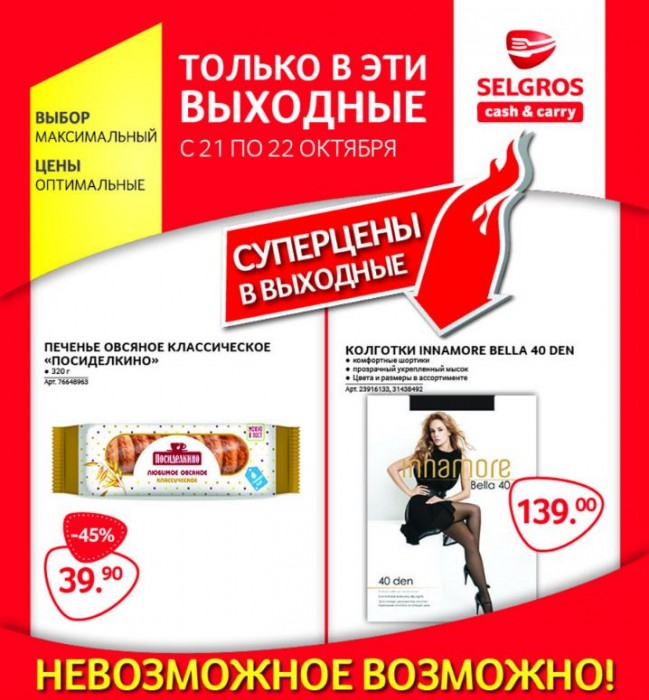 ТОЛЬКО В ЭТИ
ВЫХОДНЫЕ
С 21 ПО 22 ОКТЯБРЯ
ВЫБОР
МАКСИМАЛЬНЫЙ
ЦЕНЫ
ОПТИМАЛЬНЫЕ
SELGROS
cash & carry
СУПЕРЦЕНЫ
В ВЫХОДНЫЕ
ПЕЧЕНЬЕ ОВСЯНОЕ КЛАССИЧЕСКОЕ
«ПОСИДЕЛКИНО»
• 320 г
Арт. 76648963
МОЖНО
В ПОСТ
Посиделкино
ЛЮБИМОЕ ОВСЯНОЕ
КЛАССИЧЕСКОЕ
-45%
39.90
КОЛГОТКИ INNAMORE BELLA 40 DEN
• комфортные шортики
• прозрачный укрепленный мысок
• Цвета и размеры в ассортименте
Арт. 23916133, 31438492
innamore
Bella 40
139.00
40 den
НЕВОЗМОЖНОЕ ВОЗМОЖНО!